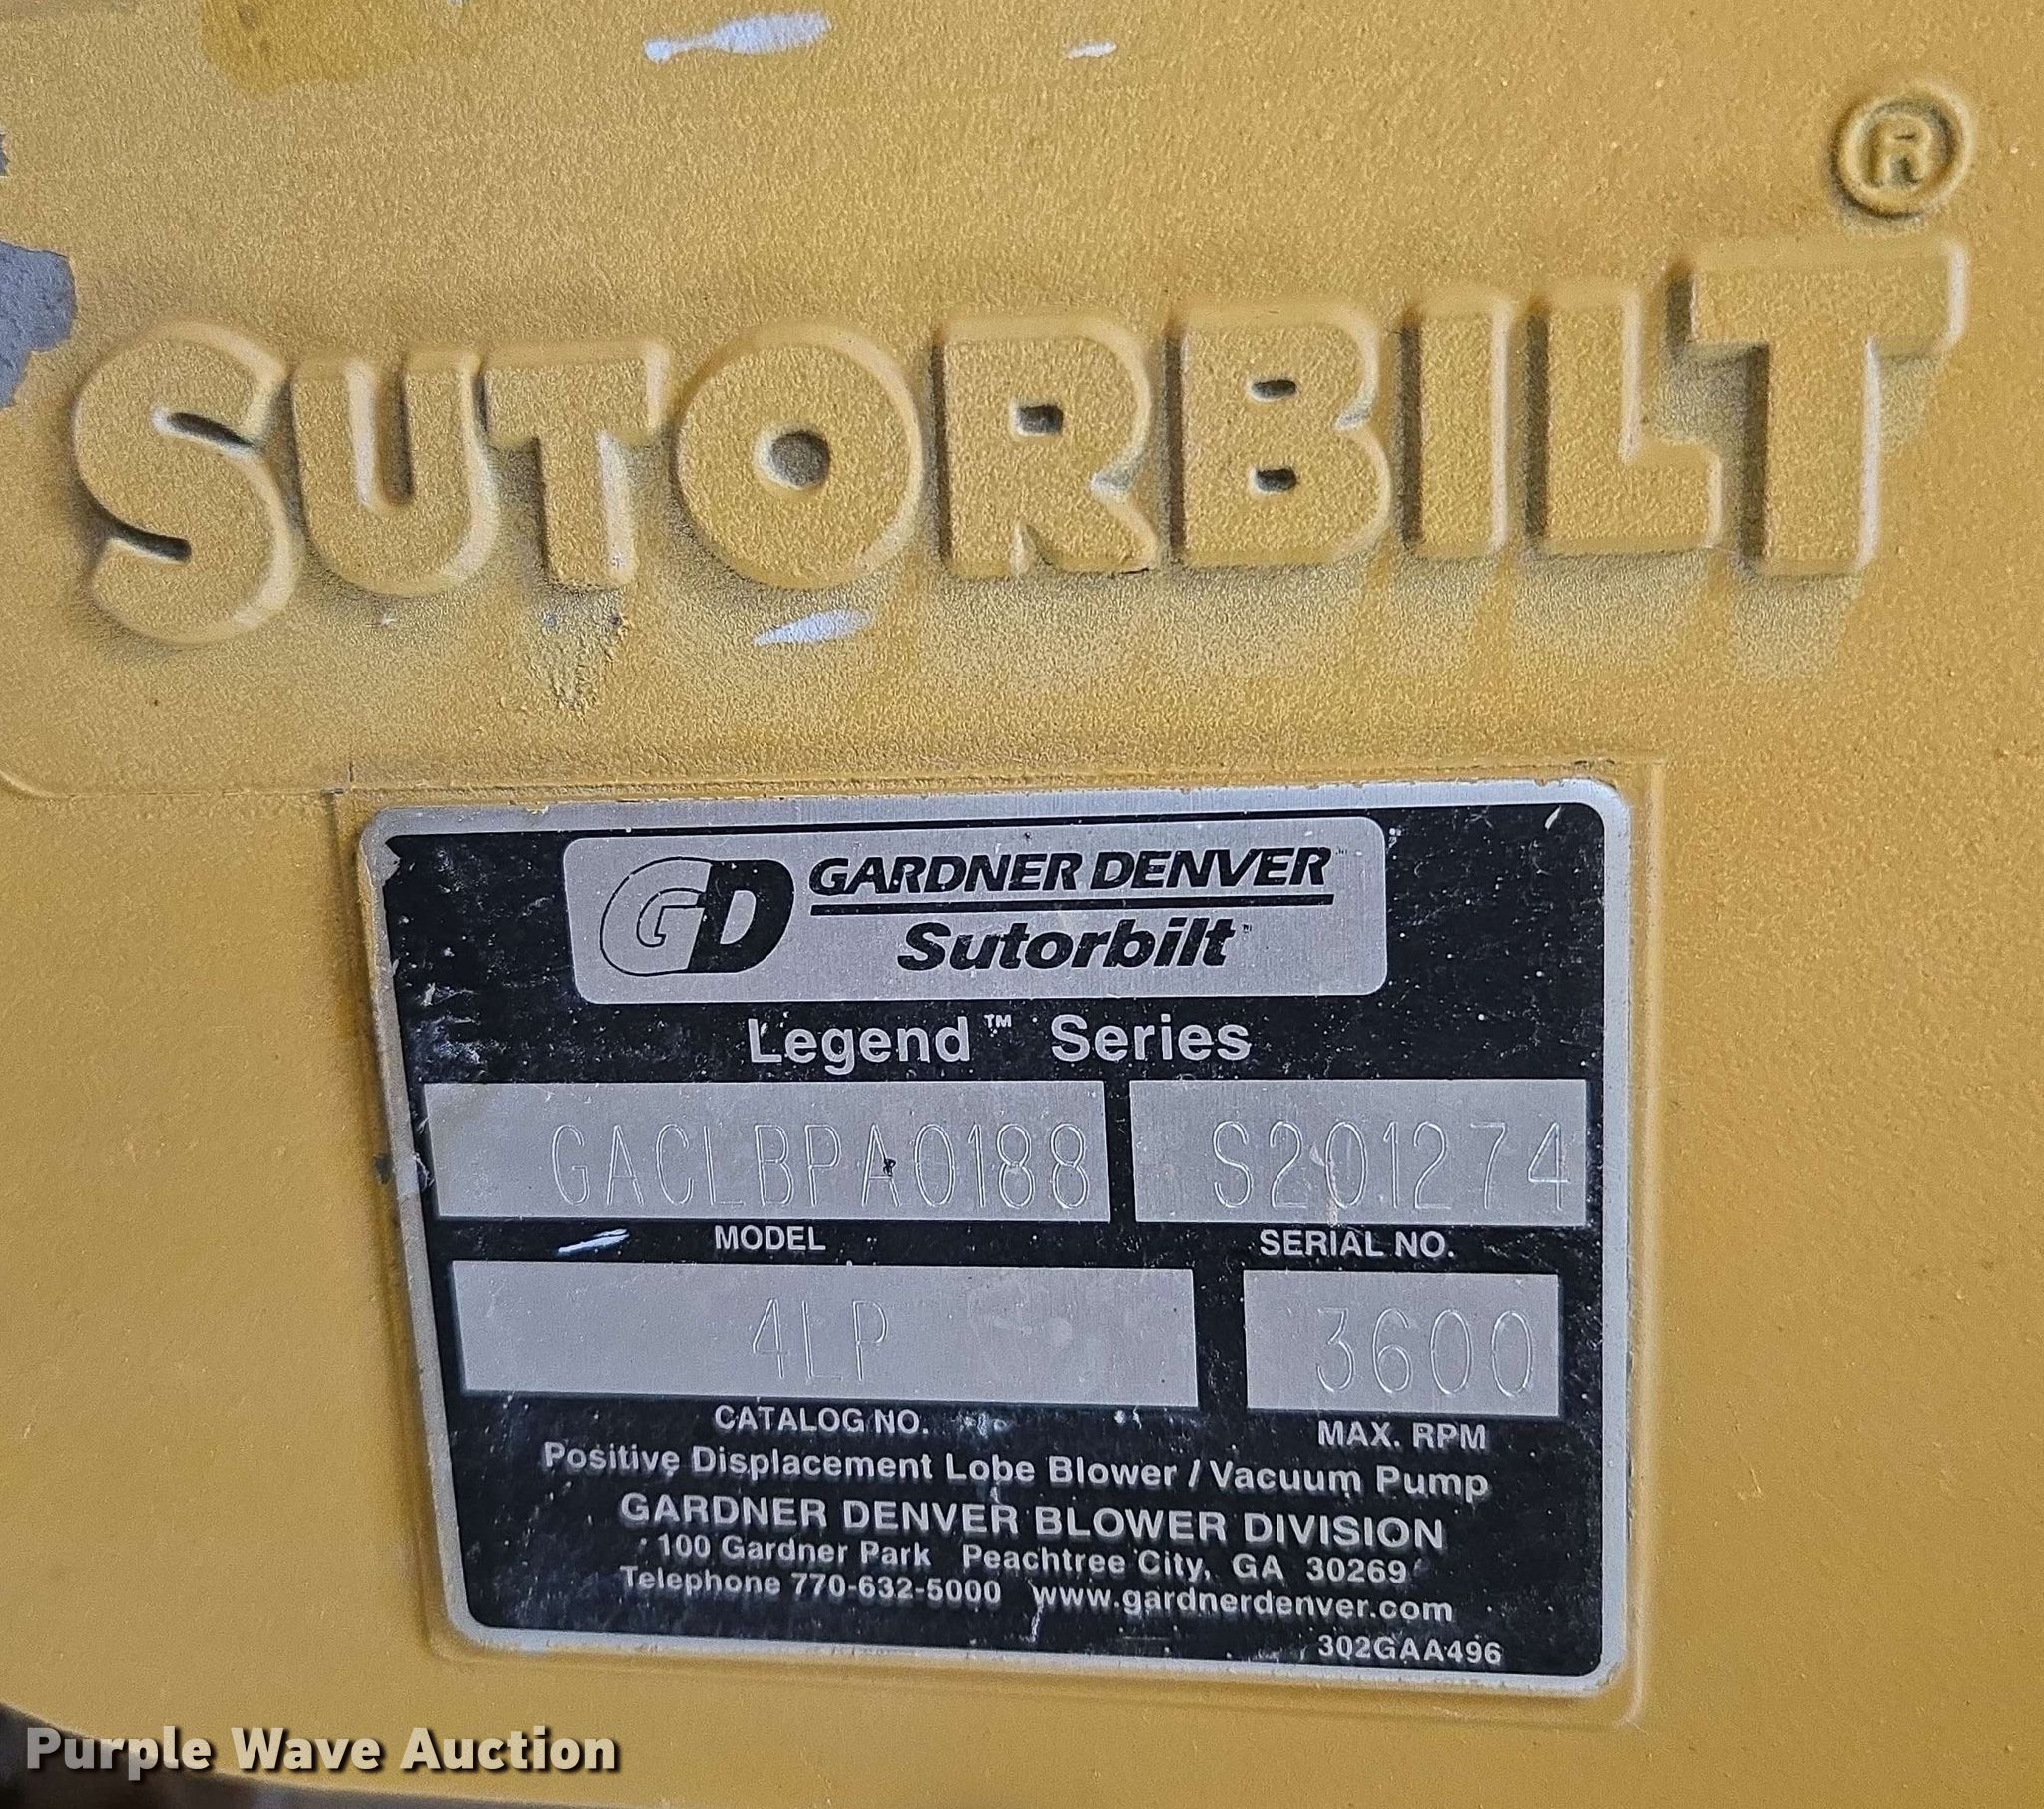 ®
SUTORBILT
GD GARDNER DENVER™
Sutorbilt™
Legend™ Series
GACLBPA0188 S201274
MODEL SERIAL NO.
4LP 3600
CATALOG NO. MAX. RPM
Positive Displacement Lobe Blower / Vacuum Pump
GARDNER DENVER BLOWER DIVISION
100 Gardner Park Peachtree City, GA 30269
Telephone 770-632-5000 www.gardnerdenver.com
302GAA496
Purple Wave Auction